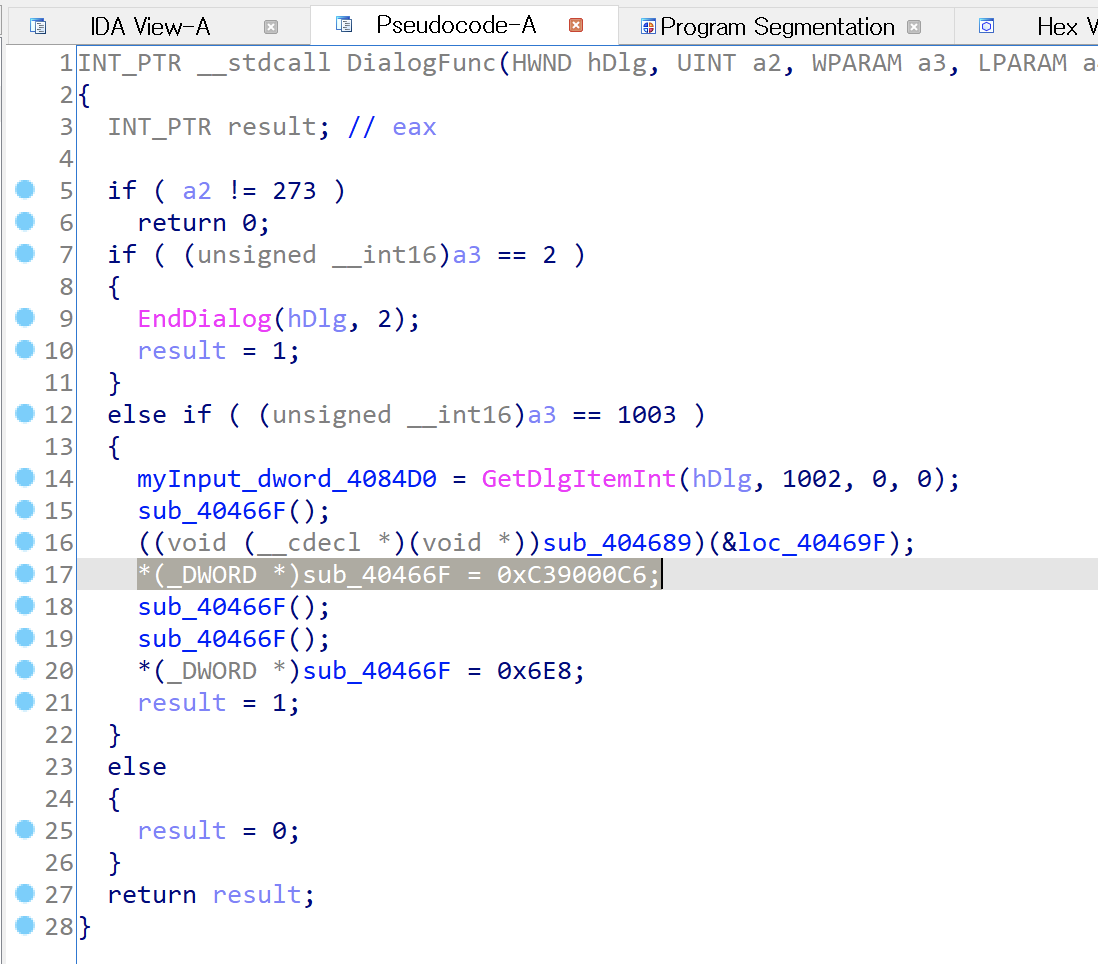 IDA View-A Pseudocode-A Program Segmentation Hex V
1 INT_PTR __stdcall DialogFunc(HWND hDlg, UINT a2, WPARAM a3, LPARAM a
2 {
3 INT_PTR result; // eax
4
5 if ( a2 != 273 )
6 return 0;
7 if ( (unsigned __int16)a3 == 2 )
8 {
9 EndDialog(hDlg, 2);
10 result = 1;
11 }
12 else if ( (unsigned __int16)a3 == 1003 )
13 {
14 myInput_dword_4084D0 = GetDlgItemInt(hDlg, 1002, 0, 0);
15 sub_40466F();
16 ((void (__cdecl *)(void *))sub_404689)(&loc_40469F);
17 *(_DWORD *)sub_40466F = 0xC39000C6;
18 sub_40466F();
19 sub_40466F();
20 *(_DWORD *)sub_40466F = 0x6E8;
21 result = 1;
22 }
23 else
24 {
25 result = 0;
26 }
27 return result;
28 }